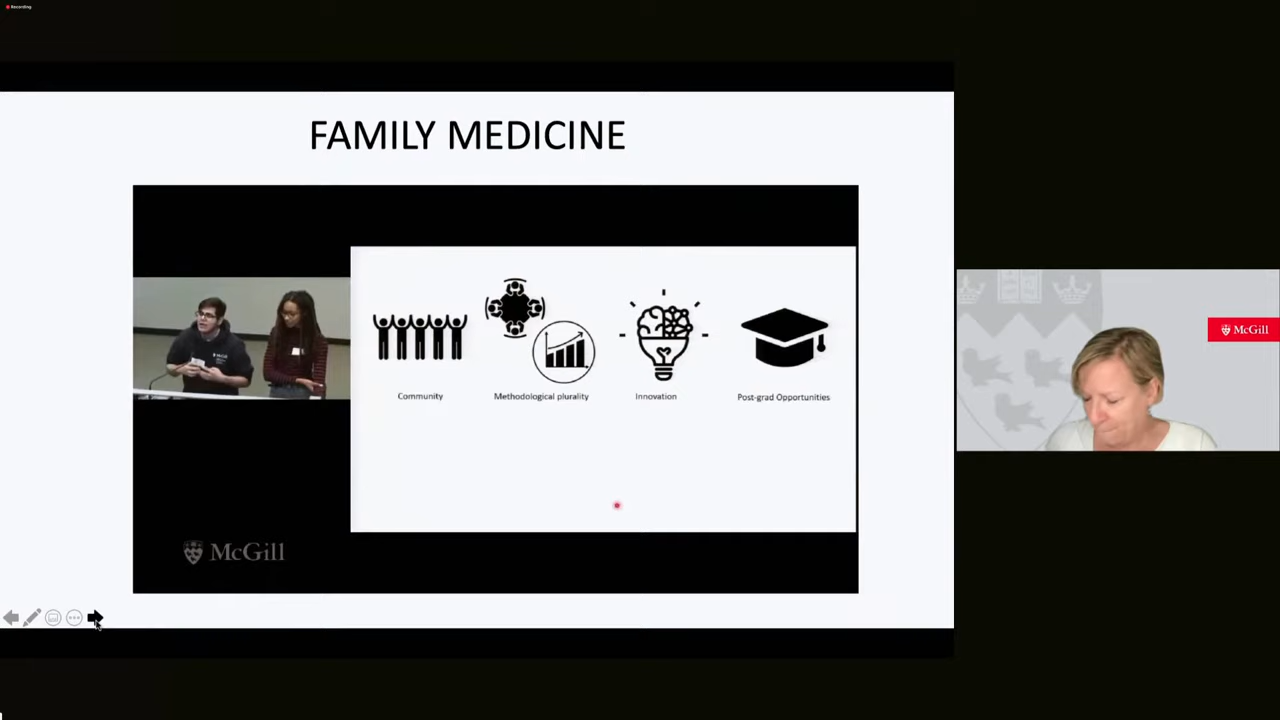 Recording
FAMILY MEDICINE
Community
Methodological plurality
Innovation
Post-grad Opportunities
McGill
McGill